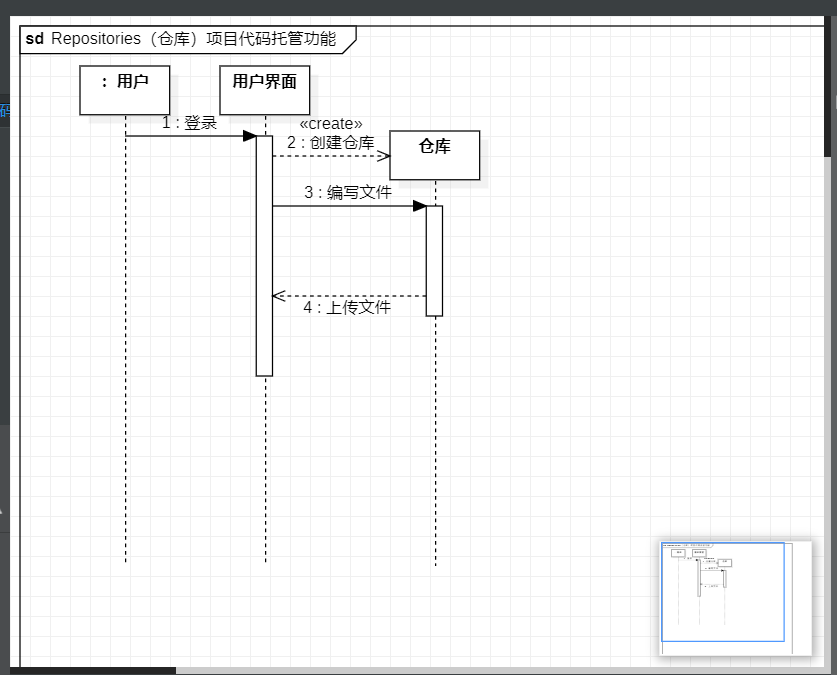 sd Repositories（仓库）项目代码托管功能
：用户
用户界面
1 : 登录
«create»
2 : 创建仓库
仓库
3 : 编写文件
4 : 上传文件
码